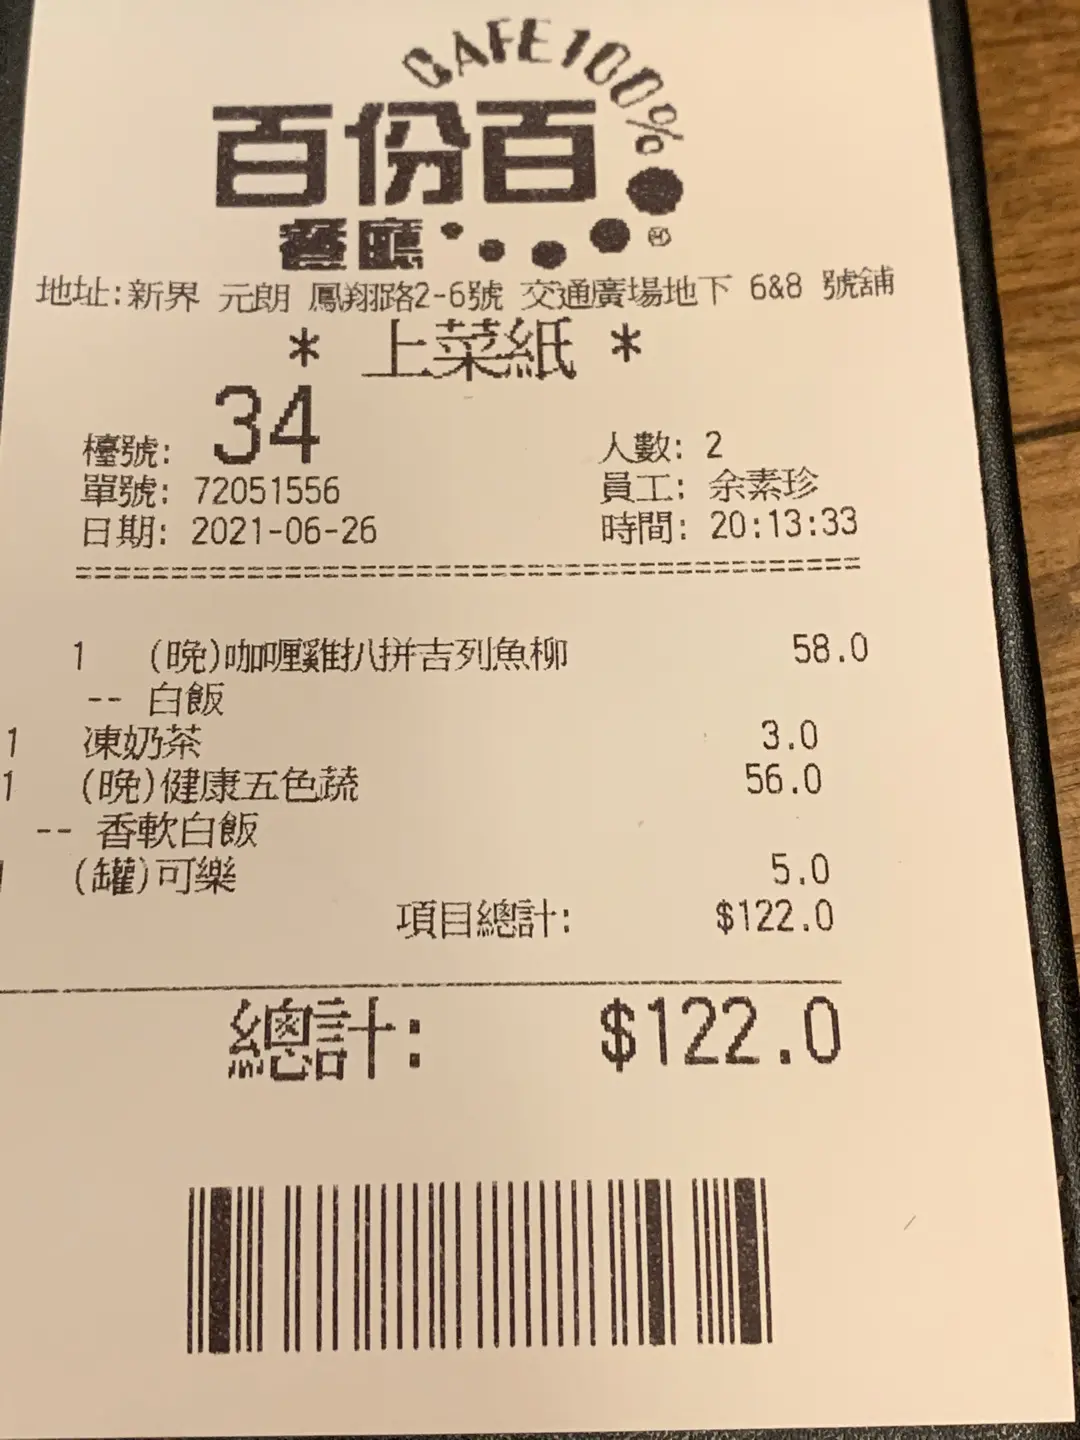 CAFE 100%
百份百
餐廳
地址:新界 元朗 鳳翔路2-6號 交通廣場地下 6&8 號舖
* 上菜紙 *
檯號: 34 人數: 2
單號: 72051556 員工: 余素珍
日期: 2021-06-26 時間: 20:13:33
1 (晚)咖喱雞扒拼吉列魚柳 58.0
-- 白飯
1 凍奶茶 3.0
1 (晚)健康五色蔬 56.0
-- 香軟白飯
1 (罐)可樂 5.0
項目總計: $122.0
總計: $122.0